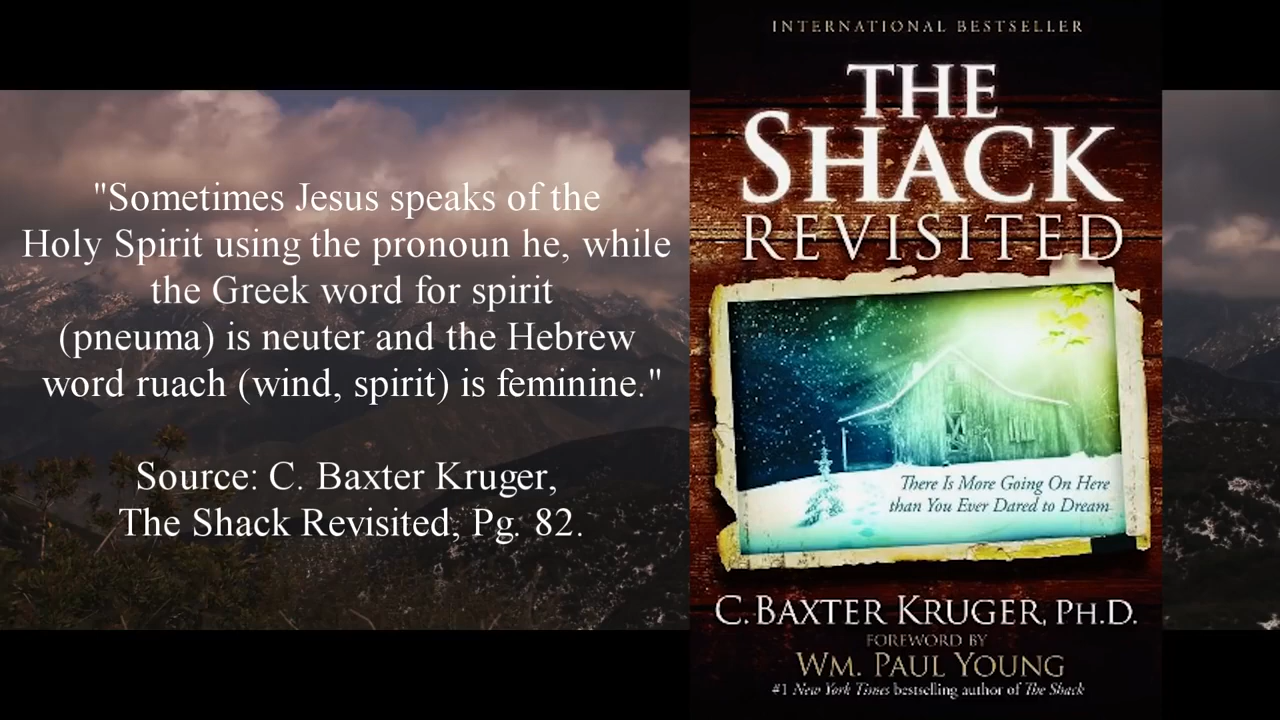 "Sometimes Jesus speaks of the
Holy Spirit using the pronoun he, while
the Greek word for spirit
(pneuma) is neuter and the Hebrew
word ruach (wind, spirit) is feminine."
Source: C. Baxter Kruger,
The Shack Revisited, Pg. 82.
INTERNATIONAL BESTSELLER
THE
SHACK
REVISITED
There Is More Going On Here
than You Ever Dared to Dream
C. BAXTER KRUGER, PH.D.
FOREWORD BY
WM. PAUL YOUNG
#1 New York Times bestselling author of The Shack